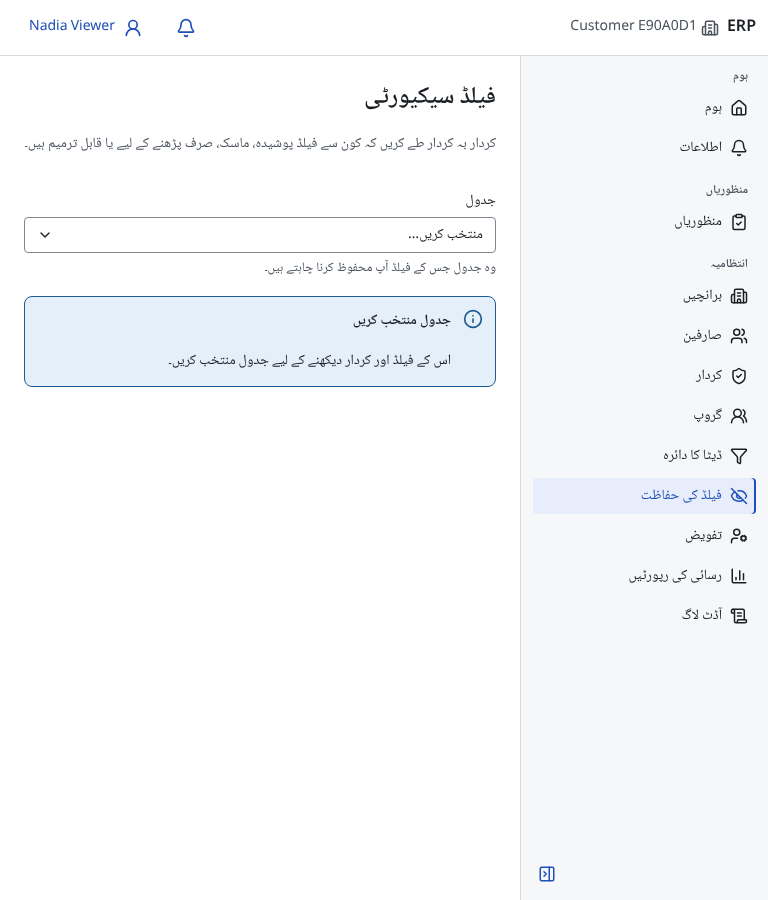 ERP
Customer E90A0D1
Nadia Viewer
ہوم
ہوم
اطلاعات
منظوریاں
منظوریاں
انتظامیہ
برانچیں
صارفین
کردار
گروپ
ڈیٹا کا دائرہ
فیلڈ کی حفاظت
تفویض
رسائی کی رپورٹیں
آڈٹ لاگ
فیلڈ سیکیورٹی
کردار بہ کردار طے کریں کہ کون سے فیلڈ پوشیدہ، ماسک، صرف پڑھنے کے لیے یا قابل ترمیم ہیں۔
جدول
منتخب کریں...
وہ جدول جس کے فیلڈ آپ محفوظ کرنا چاہتے ہیں۔
جدول منتخب کریں
اس کے فیلڈ اور کردار دیکھنے کے لیے جدول منتخب کریں۔